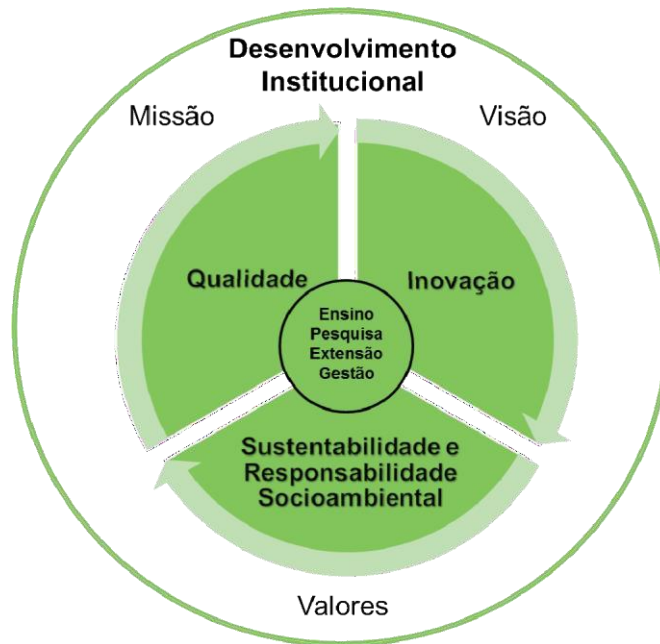 Desenvolvimento
Institucional
Missão
Visão
Qualidade
Inovação
Ensino
Pesquisa
Extensão
Gestão
Sustentabilidade e
Responsabilidade
Socioambiental
Valores